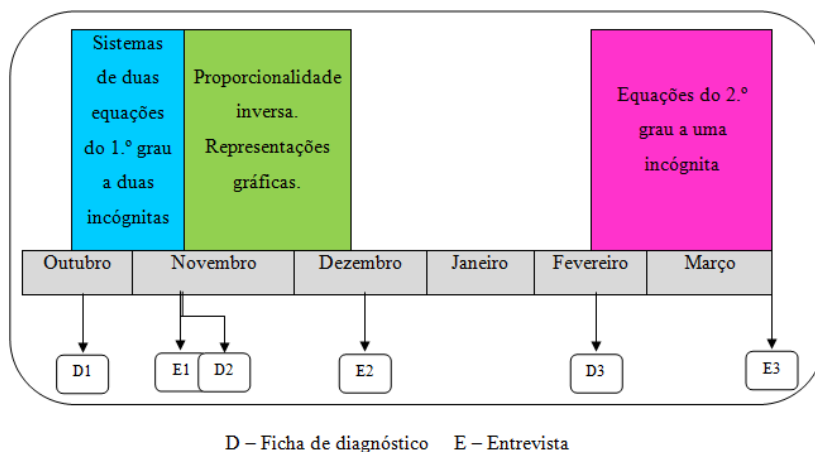 Sistemas
de duas
equações
do 1.º grau
a duas
incógnitas
Proporcionalidade
inversa.
Representações
gráficas.
Equações do 2.º
grau a uma
incógnita
Outubro
Novembro
Dezembro
Janeiro
Fevereiro
Março
D1
E1
D2
E2
D3
E3
D – Ficha de diagnóstico E – Entrevista